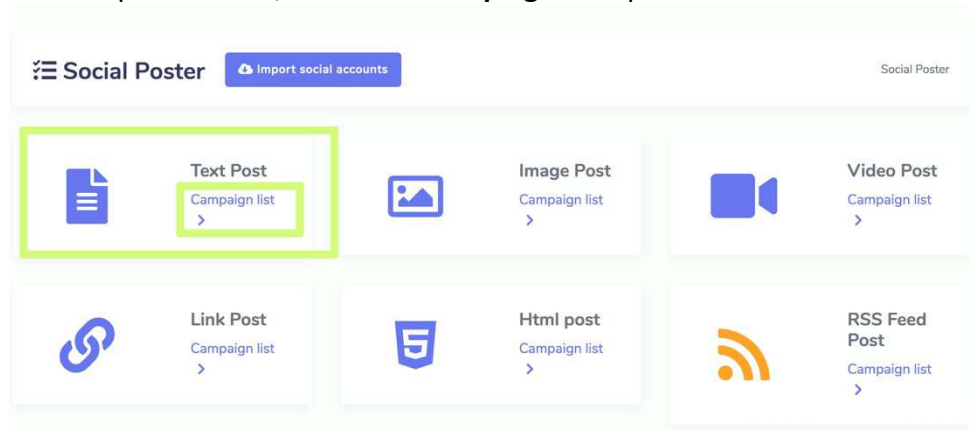 Social Poster
Import social accounts
Social Poster
Text Post
Campaign list
Image Post
Campaign list
Video Post
Campaign list
Link Post
Campaign list
Html post
Campaign list
RSS Feed
Post
Campaign list